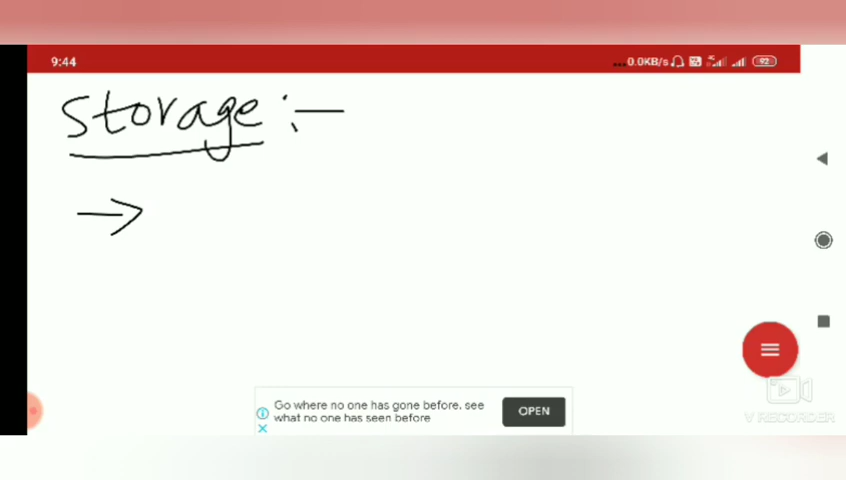 9:44
...0.0KB/s 92
Storage :-
→
Go where no one has gone before, see
what no one has seen before
OPEN
V RECORDER